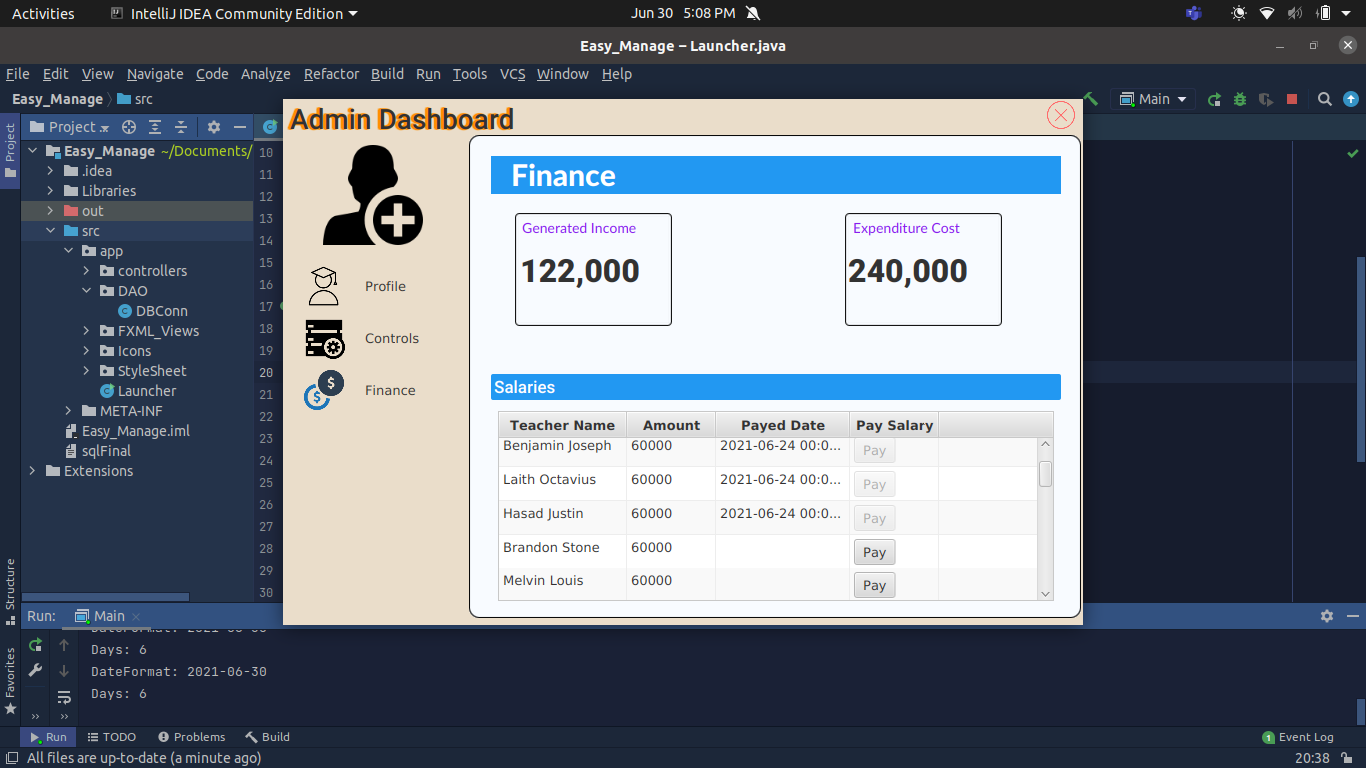 Activities IntelliJ IDEA Community Edition Jun 30 5:08 PM
Easy_Manage – Launcher.java
File Edit View Navigate Code Analyze Refactor Build Run Tools VCS Window Help
Easy_Manage src Main
Project
Project
Easy_Manage ~/Documents/
.idea
Libraries
out
src
app
controllers
DAO
DBConn
FXML_Views
Icons
StyleSheet
Launcher
META-INF
Easy_Manage.iml
sqlFinal
Extensions
10
11
12
13
14
15
16
17
18
19
20
21
22
23
24
25
26
27
28
29
30
Admin Dashboard
Profile
Controls
Finance
Finance
Generated Income Expenditure Cost
122,000 240,000
Salaries
Teacher Name Amount Payed Date Pay Salary
Benjamin Joseph 60000 2021-06-24 00:0... Pay
Laith Octavius 60000 2021-06-24 00:0... Pay
Hasad Justin 60000 2021-06-24 00:0... Pay
Brandon Stone 60000 Pay
Melvin Louis 60000 Pay
Structure
Favorites
Run: Main
Days: 6
DateFormat: 2021-06-30
Days: 6
Run TODO Problems Build 1 Event Log
All files are up-to-date (a minute ago) 20:38